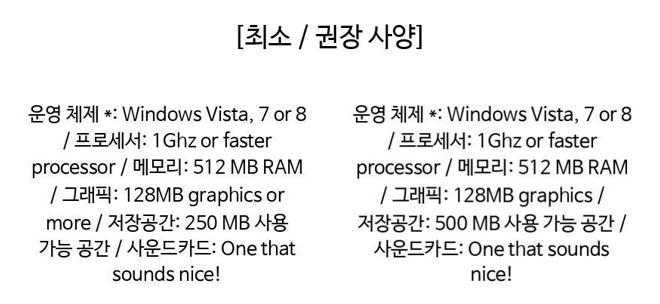 [최소 / 권장 사양]
운영 체제 *: Windows Vista, 7 or 8
/ 프로세서: 1Ghz or faster
processor / 메모리: 512 MB RAM
/ 그래픽: 128MB graphics or
more / 저장공간: 250 MB 사용
가능 공간 / 사운드카드: One that
sounds nice!
운영 체제 *: Windows Vista, 7 or 8
/ 프로세서: 1Ghz or faster
processor / 메모리: 512 MB RAM
/ 그래픽: 128MB graphics /
저장공간: 500 MB 사용 가능 공간 /
사운드카드: One that sounds
nice!